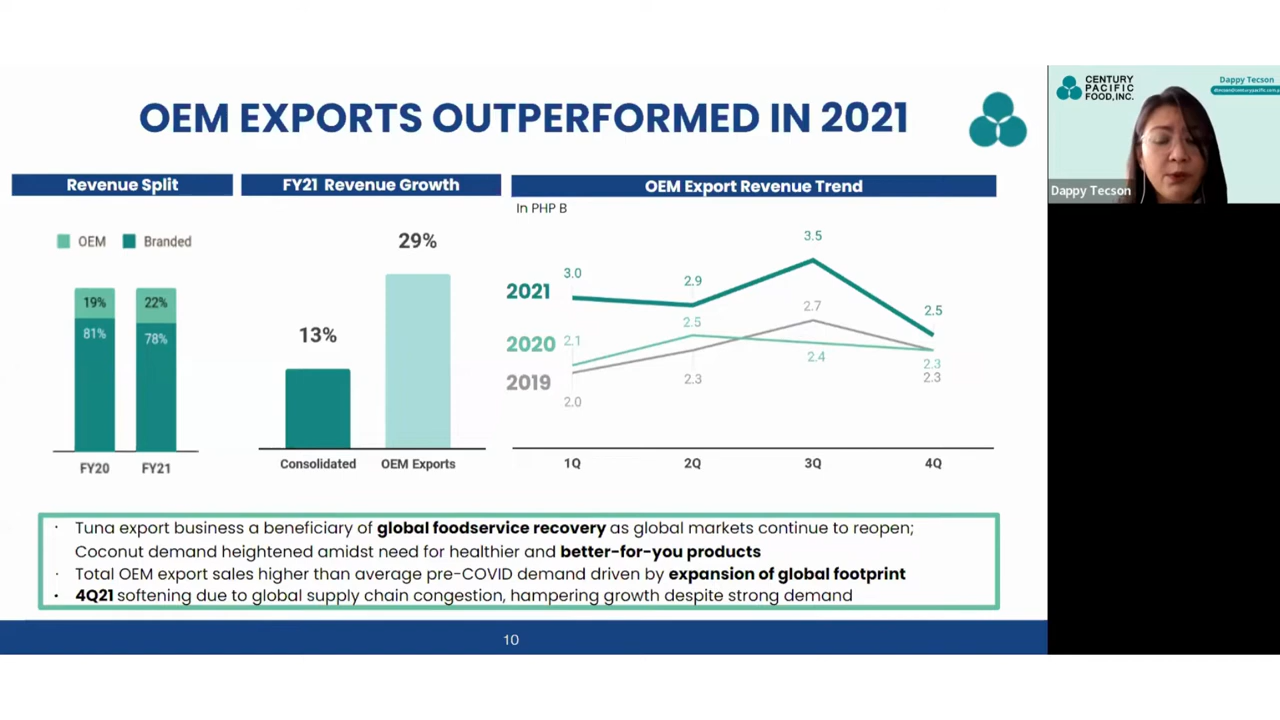 OEM EXPORTS OUTPERFORMED IN 2021
CENTURY
PACIFIC
FOOD, INC.
Dappy Tecson
Dappy Tecson
Revenue Split
FY21 Revenue Growth
OEM Export Revenue Trend
In PHP B
OEM
Branded
19%
22%
81%
78%
FY20
FY21
29%
13%
Consolidated
OEM Exports
2021
3.0
2.9
3.5
2.5
2020
2.1
2.5
2.4
2.3
2019
2.0
2.3
2.7
2.3
1Q
2Q
3Q
4Q
· Tuna export business a beneficiary of global foodservice recovery as global markets continue to reopen;
Coconut demand heightened amidst need for healthier and better-for-you products
· Total OEM export sales higher than average pre-COVID demand driven by expansion of global footprint
· 4Q21 softening due to global supply chain congestion, hampering growth despite strong demand
10